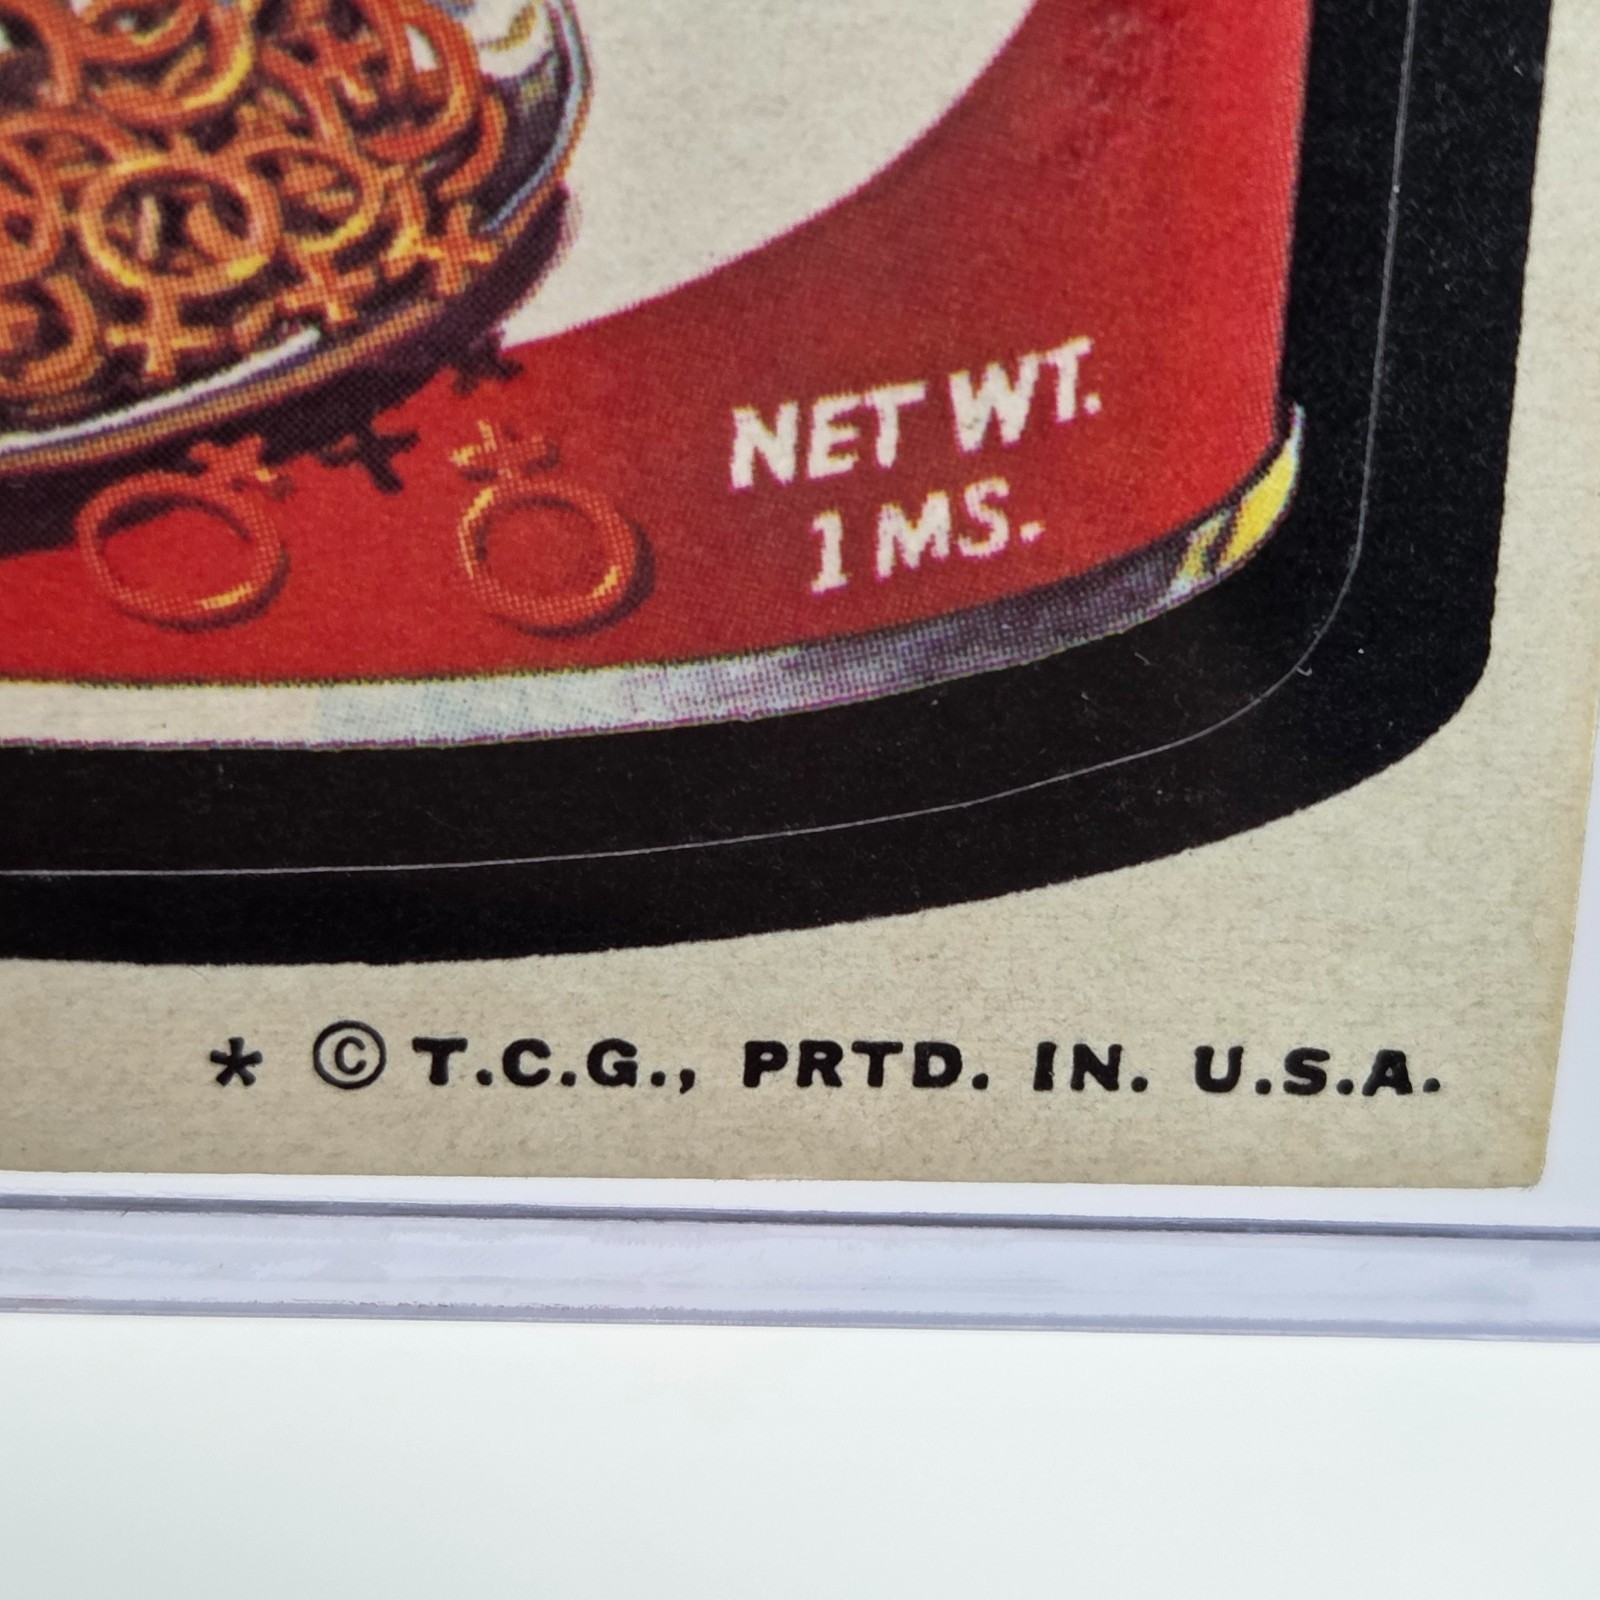 NET WT.
1 MS.
* © T.C.G., PRTD. IN. U.S.A.